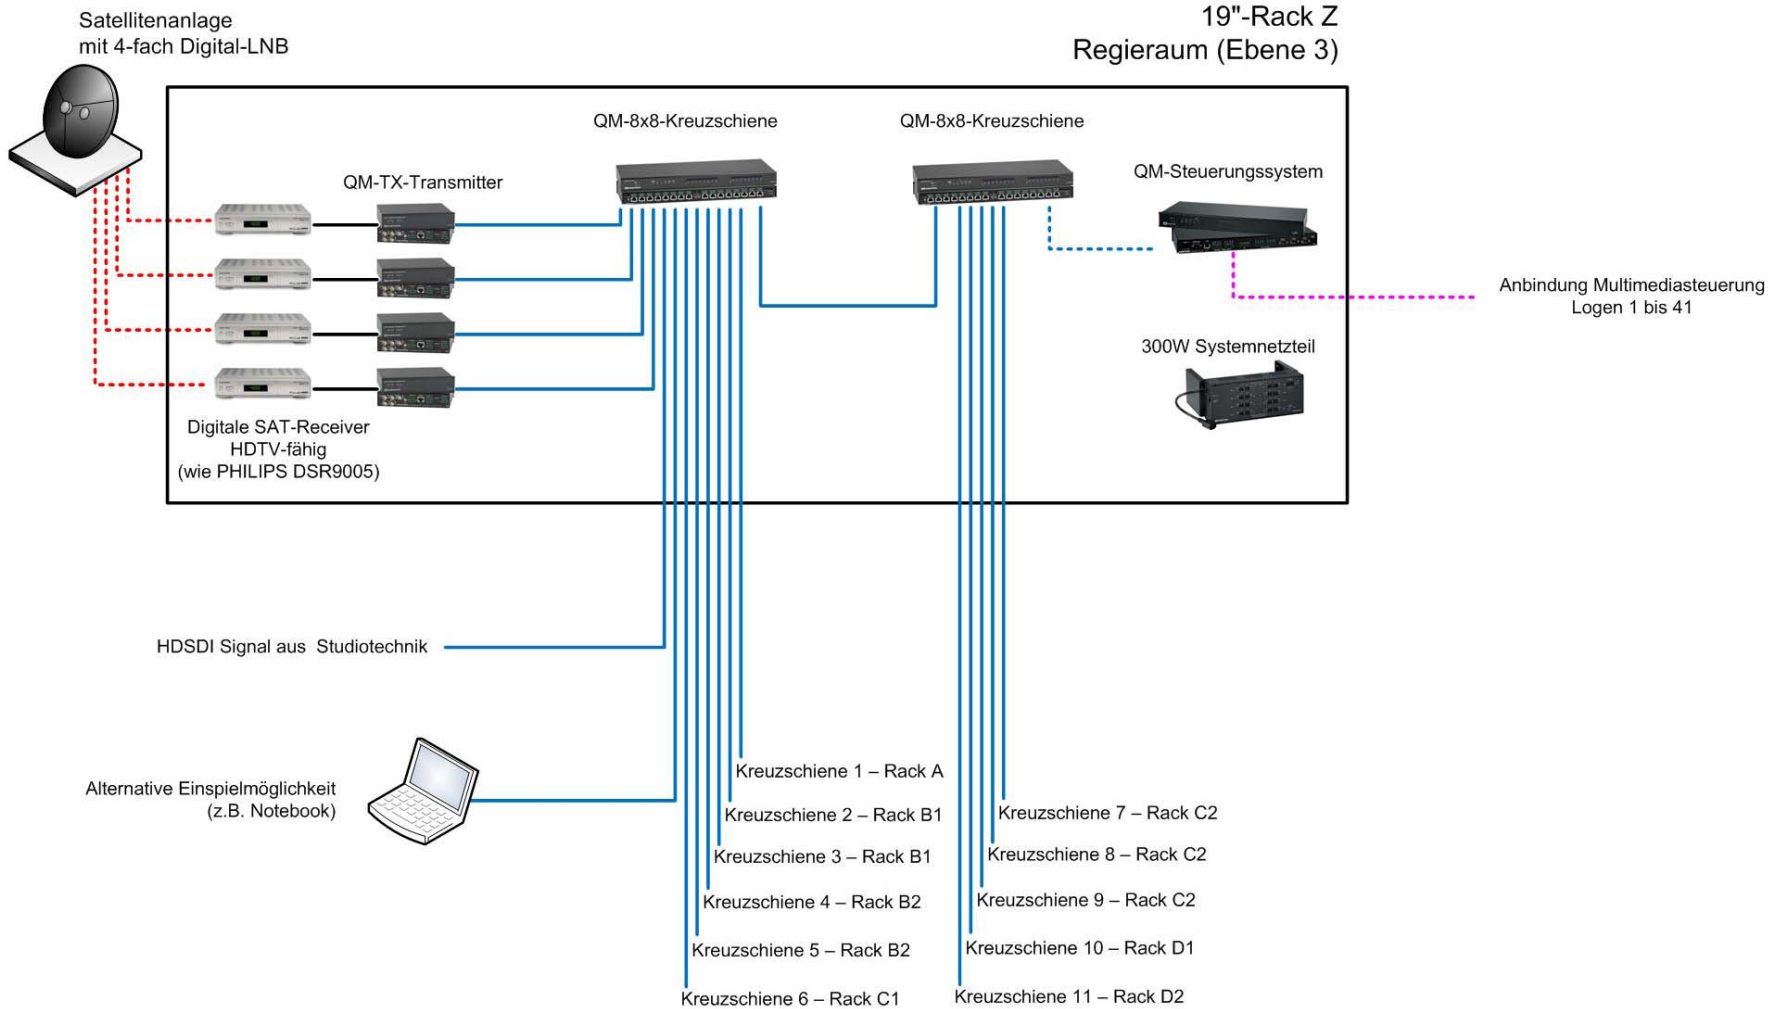 Satellitenanlage
mit 4-fach Digital-LNB
19"-Rack Z
Regieraum (Ebene 3)
QM-8x8-Kreuzschiene
QM-8x8-Kreuzschiene
QM-Steuerungssystem
QM-TX-Transmitter
Anbindung Multimediasteuerung
Logen 1 bis 41
300W Systemnetzteil
Digitale SAT-Receiver
HDTV-fähig
(wie PHILIPS DSR9005)
HDSDI Signal aus  Studiotechnik
Alternative Einspielmöglichkeit
(z.B. Notebook)
Kreuzschiene 1 – Rack A
Kreuzschiene 2 – Rack B1
Kreuzschiene 3 – Rack B1
Kreuzschiene 4 – Rack B2
Kreuzschiene 5 – Rack B2
Kreuzschiene 6 – Rack C1
Kreuzschiene 7 – Rack C2
Kreuzschiene 8 – Rack C2
Kreuzschiene 9 – Rack C2
Kreuzschiene 10 – Rack D1
Kreuzschiene 11 – Rack D2